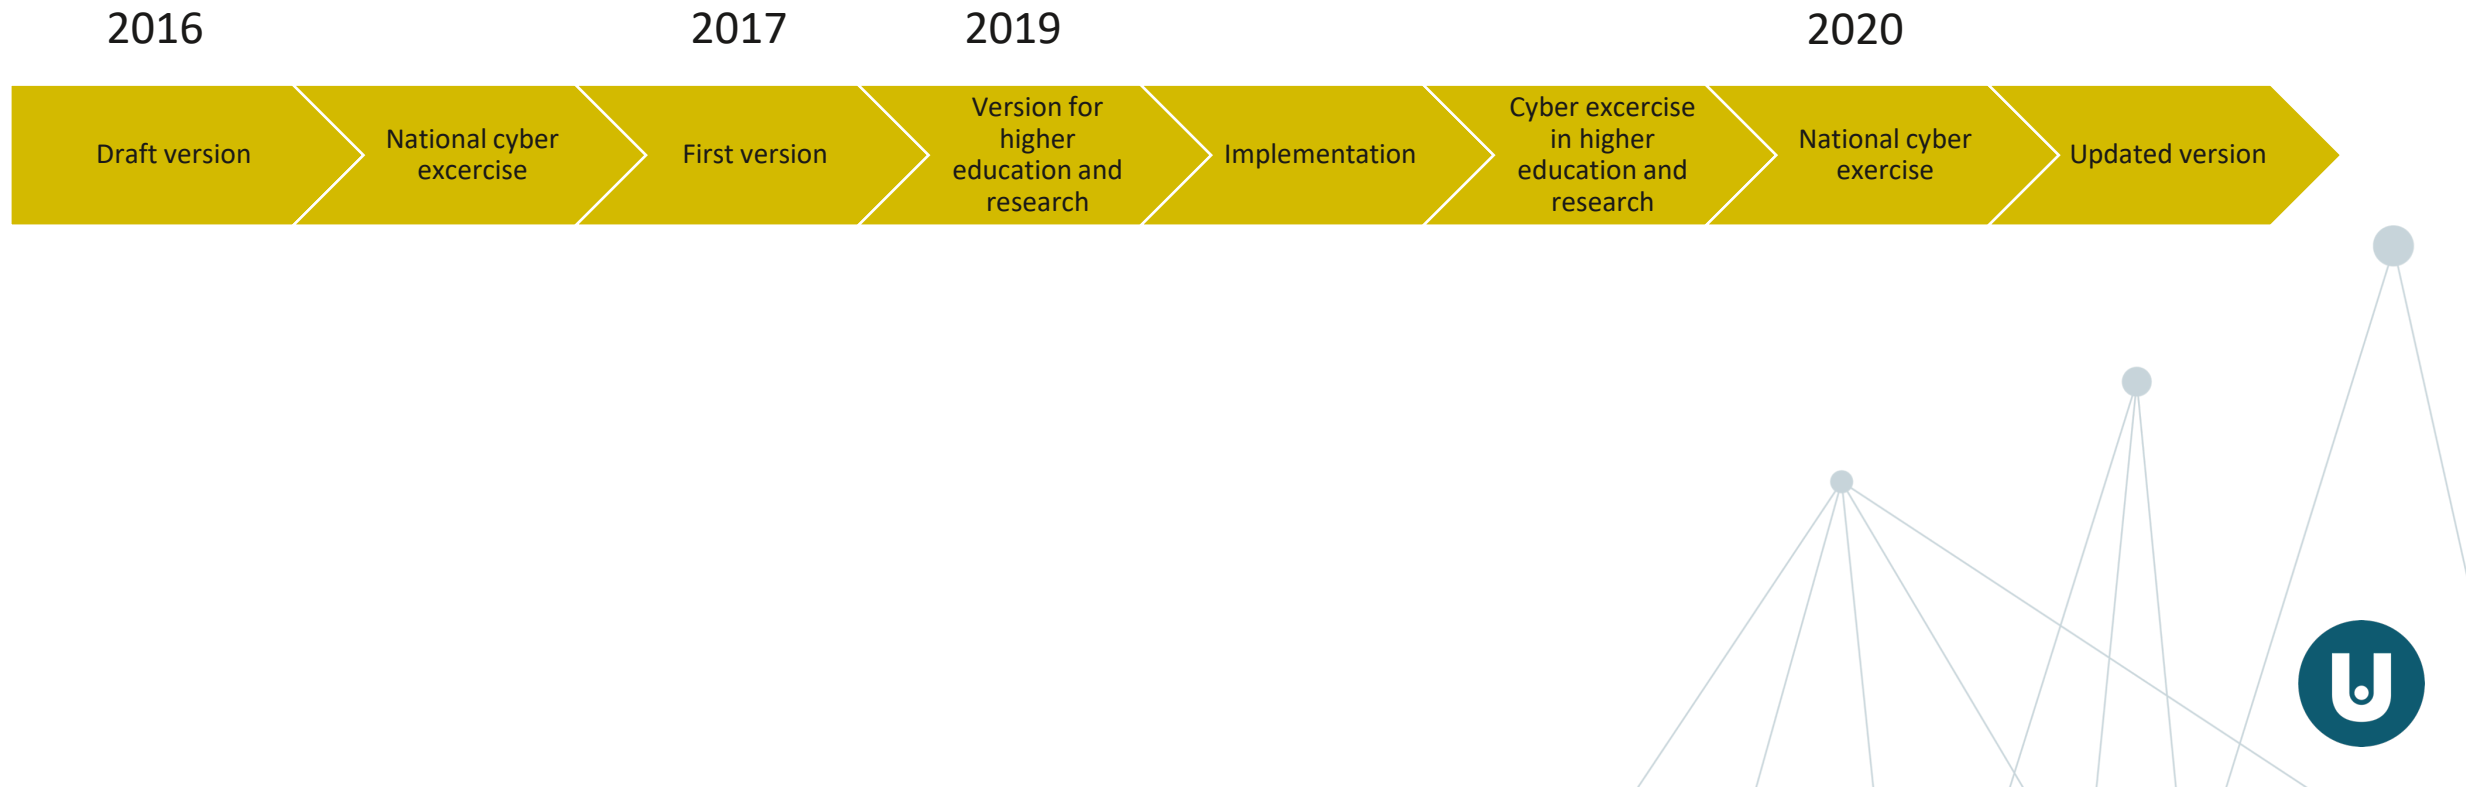 2016
2017
2019
2020
Draft version
National cyber
excercise
First version
Version for
higher
education and
research
Implementation
Cyber excercise
in higher
education and
research
National cyber
exercise
Updated version